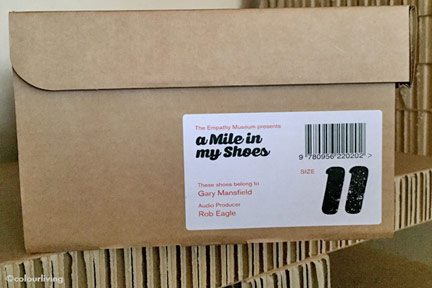 The Empathy Museum presents
a Mile in
my Shoes
9 780956 220202 >
SIZE
11
These shoes belong to
Gary Mansfield
Audio Producer
Rob Eagle
©colourliving